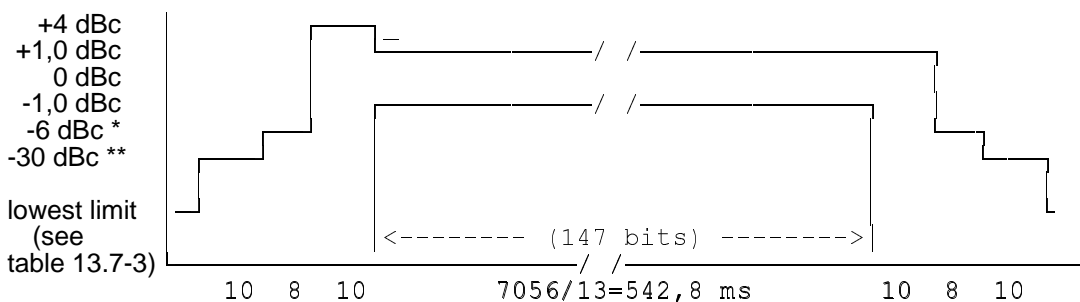 +4 dBc
+1,0 dBc
0 dBc
-1,0 dBc
-6 dBc *
-30 dBc **
lowest limit
(see
table 13.7-3)
<-------- (147 bits) -------->
10 8 10 7056/13=542,8 ms 10 8 10